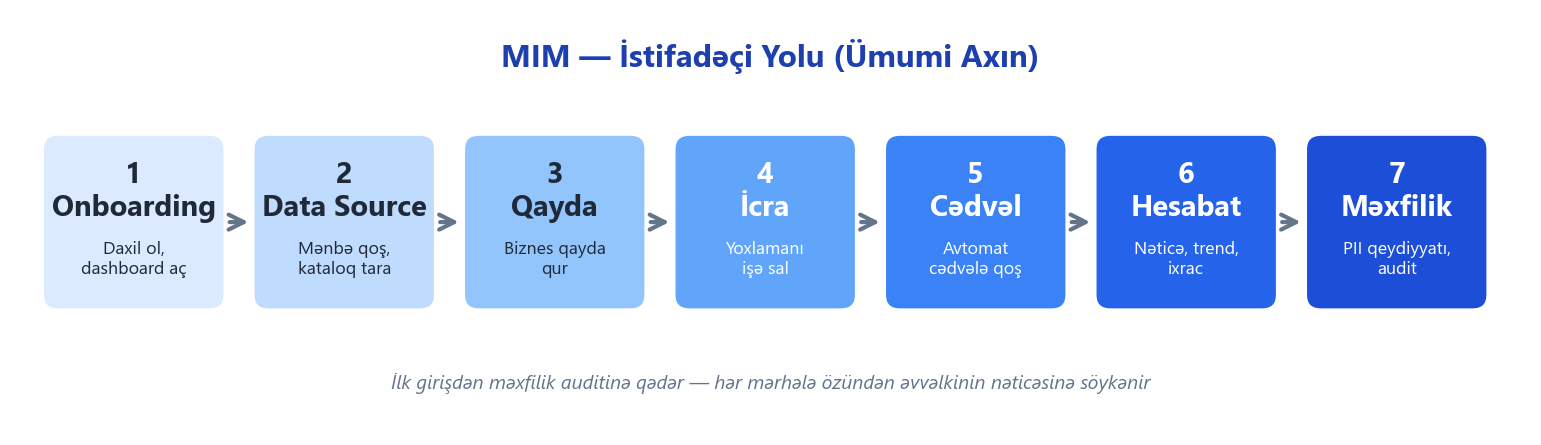 MIM — İstifadəçi Yolu (Ümumi Axın)
1
Onboarding
Daxil ol,
dashboard aç
2
Data Source
Mənbə qoş,
kataloq tara
3
Qayda
Biznes qayda
qur
4
İcra
Yoxlamanı
işə sal
5
Cədvəl
Avtomat
cədvələ qoş
6
Hesabat
Nəticə, trend,
ixrac
7
Məxfilik
PII qeydiyyatı,
audit
İlk girişdən məxfilik auditinə qədər — hər mərhələ özündən əvvəlkinin nəticəsinə söykənir